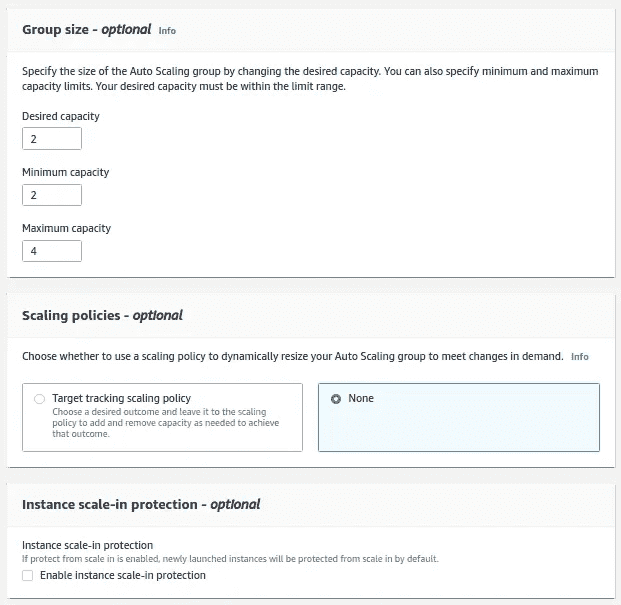 Group size - optional Info
Specify the size of the Auto Scaling group by changing the desired capacity. You can also specify minimum and maximum
capacity limits. Your desired capacity must be within the limit range.
Desired capacity
2
Minimum capacity
2
Maximum capacity
4
Scaling policies - optional
Choose whether to use a scaling policy to dynamically resize your Auto Scaling group to meet changes in demand. Info
Target tracking scaling policy
Choose a desired outcome and leave it to the scaling
policy to add and remove capacity as needed to achieve
that outcome.
None
Instance scale-in protection - optional
Instance scale-in protection
If protect from scale in is enabled, newly launched instances will be protected from scale in by default.
Enable instance scale-in protection